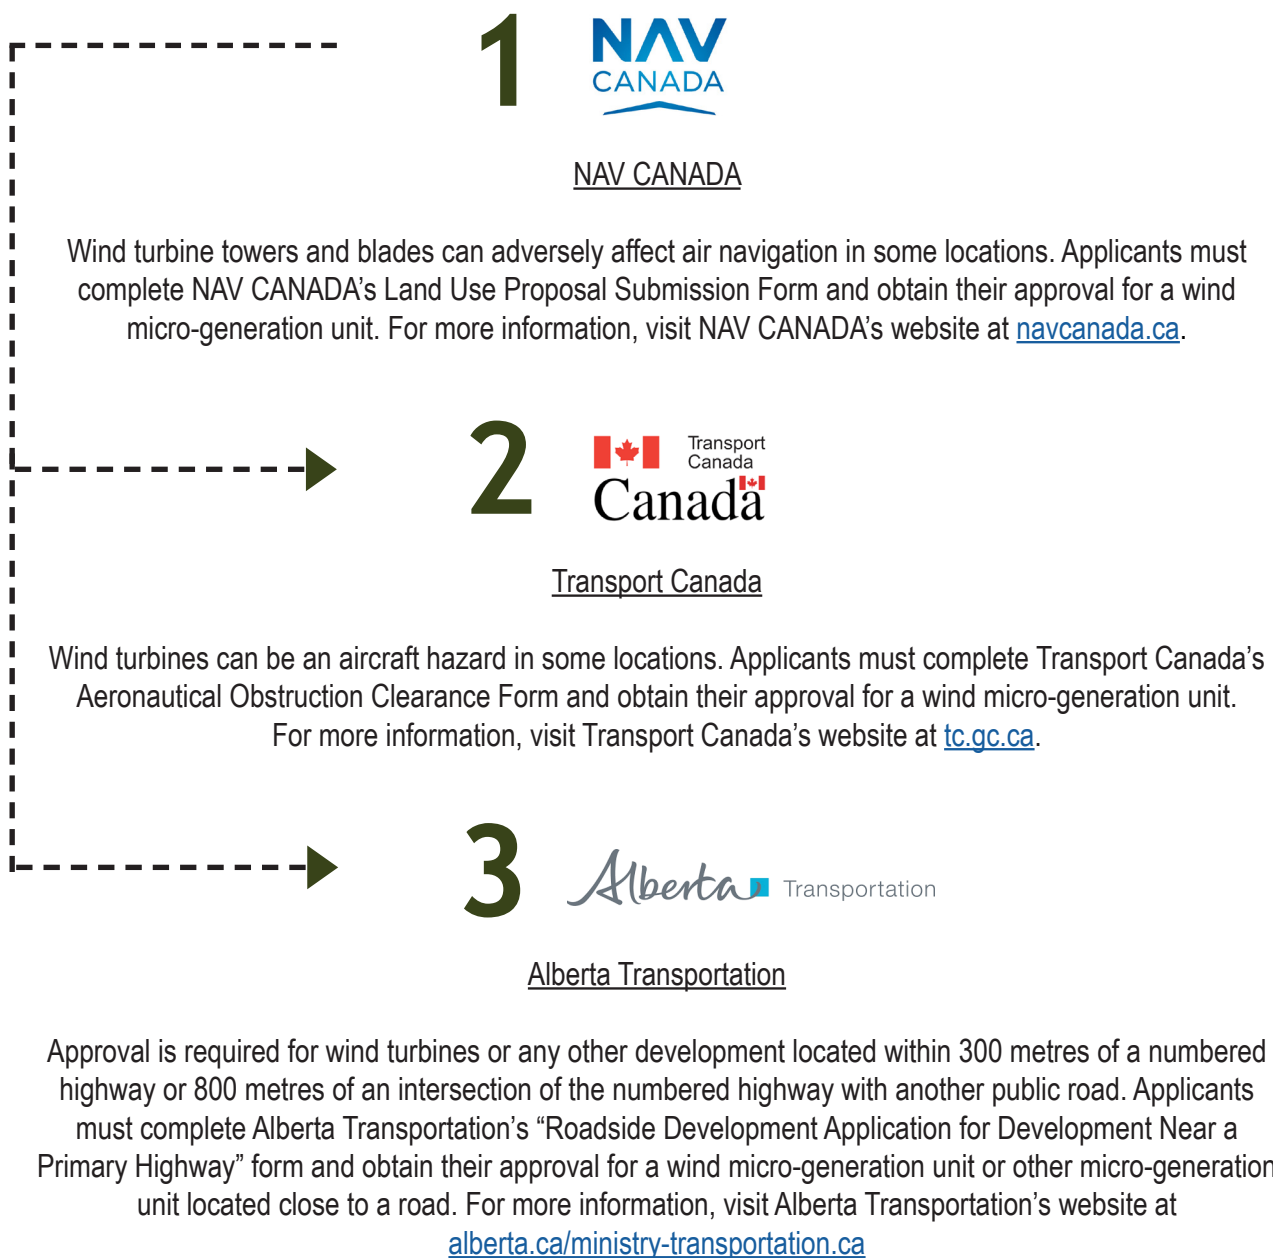 1
NAV
CANADA
NAV CANADA
Wind turbine towers and blades can adversely affect air navigation in some locations. Applicants must
complete NAV CANADA’s Land Use Proposal Submission Form and obtain their approval for a wind
micro-generation unit. For more information, visit NAV CANADA’s website at navcanada.ca.
2
Transport
Canada
Canada
Transport Canada
Wind turbines can be an aircraft hazard in some locations. Applicants must complete Transport Canada’s
Aeronautical Obstruction Clearance Form and obtain their approval for a wind micro-generation unit.
For more information, visit Transport Canada’s website at tc.gc.ca.
3
Alberta Transportation
Alberta Transportation
Approval is required for wind turbines or any other development located within 300 metres of a numbered
highway or 800 metres of an intersection of the numbered highway with another public road. Applicants
must complete Alberta Transportation’s “Roadside Development Application for Development Near a
Primary Highway” form and obtain their approval for a wind micro-generation unit or other micro-generation
unit located close to a road. For more information, visit Alberta Transportation’s website at
alberta.ca/ministry-transportation.ca